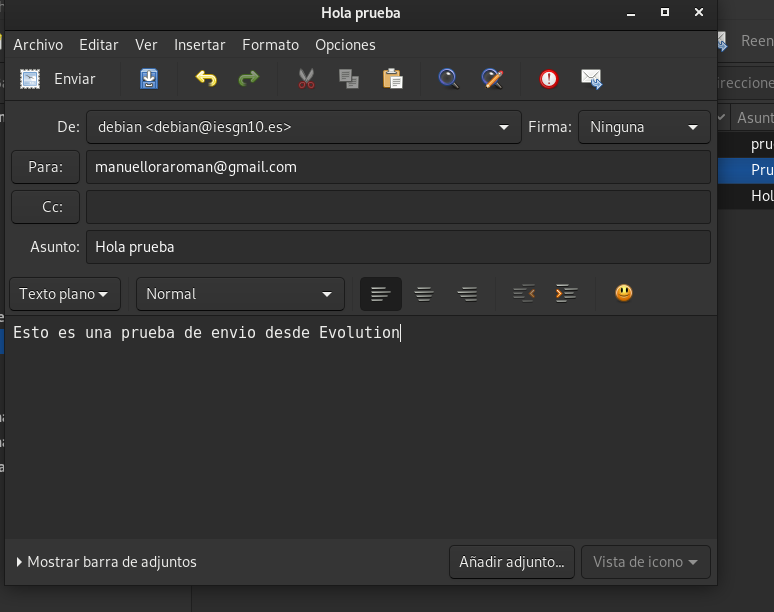 Hola prueba
Archivo Editar Ver Insertar Formato Opciones
Enviar
Reen
De: debian <debian@iesgn10.es> Firma: Ninguna
Para: manuelloraroman@gmail.com
Cc:
Asunto: Hola prueba
Texto plano Normal
Esto es una prueba de envio desde Evolution
Mostrar barra de adjuntos Añadir adjunto... Vista de icono
ireccione
Asunt
pru
Pru
Hol